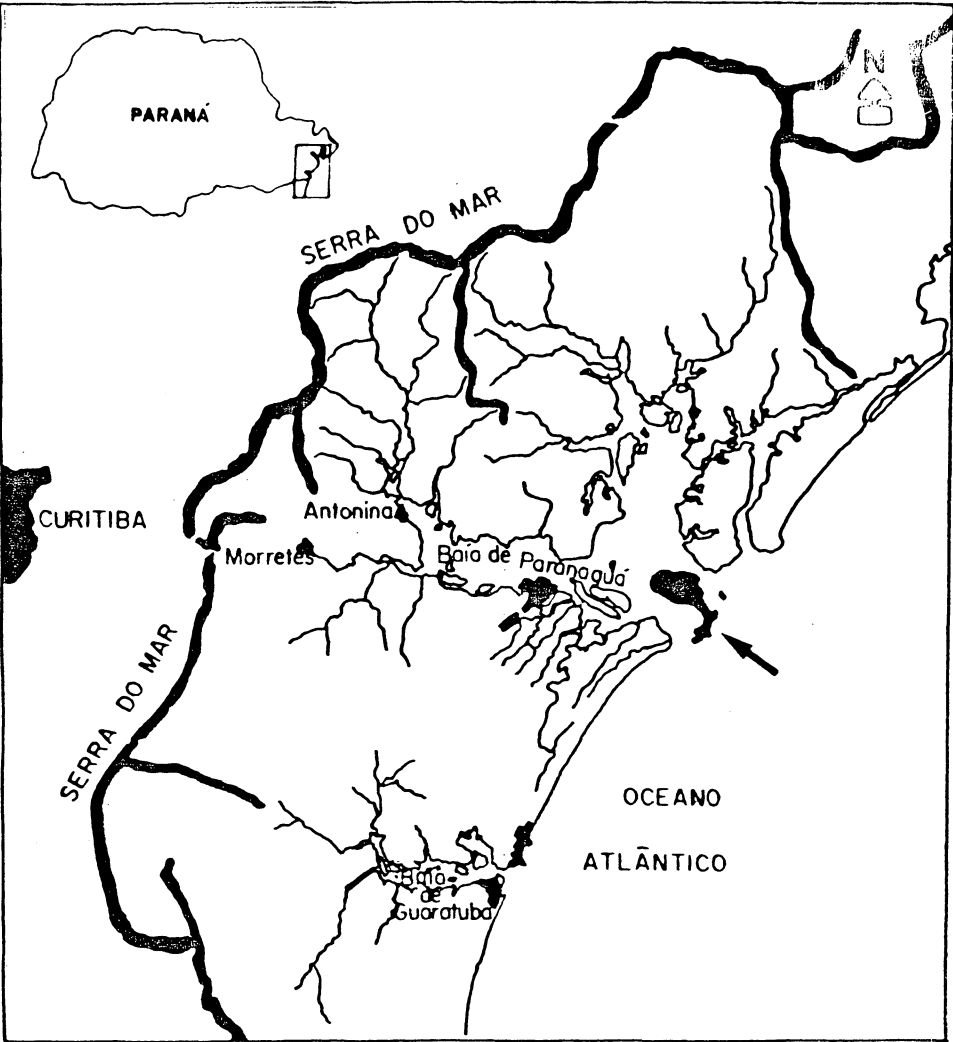 PARANÁ
N
SERRA DO MAR
CURITIBA
Antonina
Morretes
Baía de Paranaguá
SERRA DO MAR
OCEANO
ATLÂNTICO
Baía
de
Guaratuba